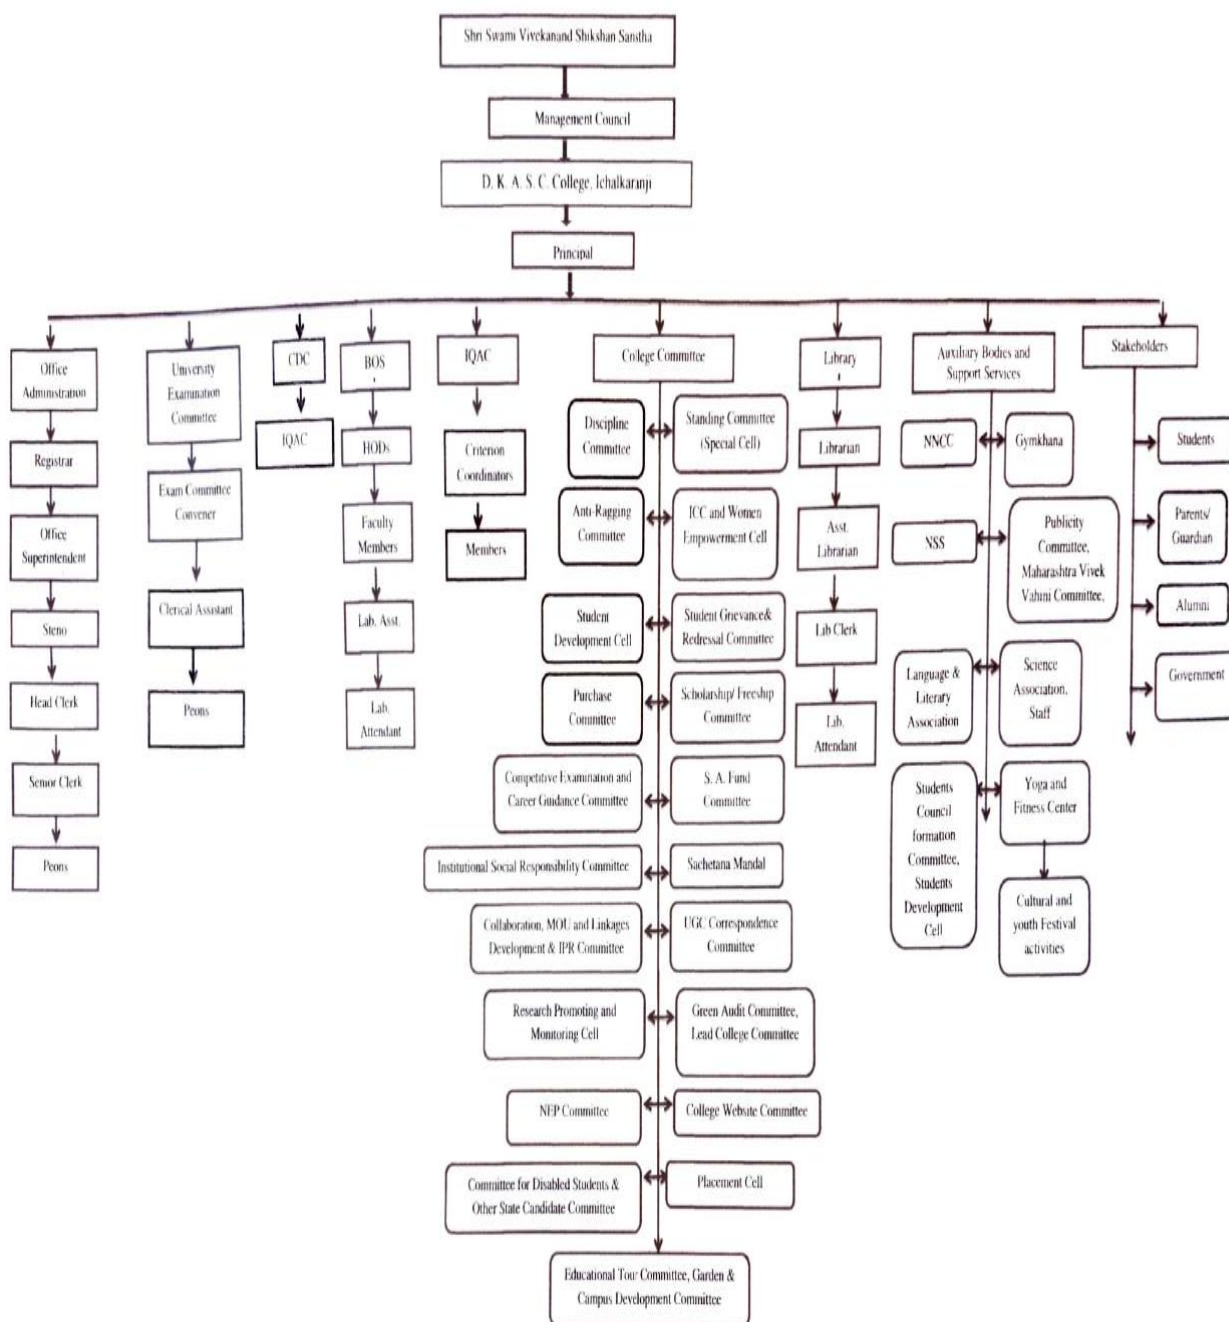 Shri Swami Vivekanand Shikshan Sanstha
Management Council
D. K. A. S. C. College, Ichalkaranji
Principal
Office
Administration
Registrar
Office
Superintendent
Steno
Head Clerk
Senior Clerk
Peons
University
Examination
Committee
Exam Committee
Convener
Clerical Assistant
Peons
CDC
IQAC
BOS
HODs
Faculty
Members
Lab. Asst.
Lab.
Attendant
IQAC
Criterion
Coordinators
Members
College Committee
Discipline
Committee
Standing Committee
(Special Cell)
Anti-Ragging
Committee
ICC and Women
Empowerment Cell
Student
Development Cell
Student Grievance&
Redressal Committee
Purchase
Committee
Scholarship/ Freeship
Committee
Competitive Examination and
Career Guidance Committee
S. A. Fund
Committee
Institutional Social Responsibility Committee
Sachetana Mandal
Collaboration, MOU and Linkages
Development & IPR Committee
UGC Correspondence
Committee
Research Promoting and
Monitoring Cell
Green Audit Committee,
Lead College Committee
NEP Committee
College Website Committee
Committee for Disabled Students &
Other State Candidate Committee
Placement Cell
Educational Tour Committee, Garden &
Campus Development Committee
Library
Librarian
Asst.
Librarian
Lib Clerk
Lib.
Attendant
Auxiliary Bodies and
Support Services
NNCC
Gymkhana
NSS
Publicity
Committee,
Maharashtra Vivek
Vahini Committee,
Language &
Literary
Association
Science
Association,
Staff
Students
Council
formation
Committee,
Students
Development
Cell
Yoga and
Fitness Center
Cultural and
youth Festival
activities
Stakeholders
Students
Parents/
Guardian
Alumni
Government